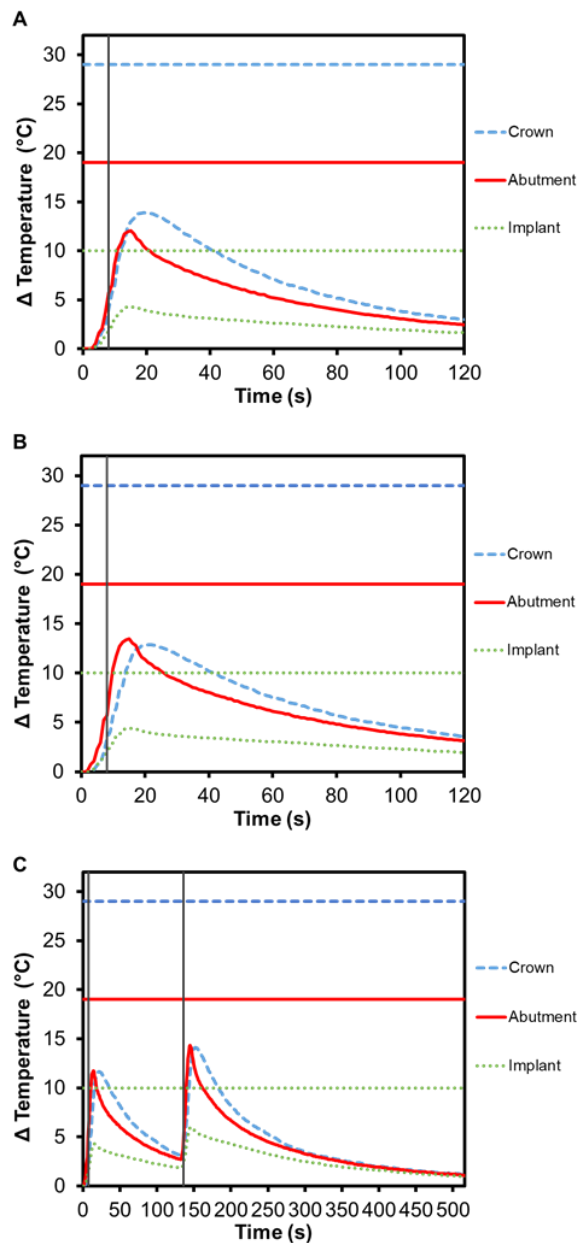 A
30
25
20
15
10
5
0
Δ Temperature (°C)
0 20 40 60 80 100 120
Time (s)
Crown
Abutment
Implant
B
30
25
20
15
10
5
0
Δ Temperature (°C)
0 20 40 60 80 100 120
Time (s)
Crown
Abutment
Implant
C
30
25
20
15
10
5
0
Δ Temperature (°C)
0 50 100 150 200 250 300 350 400 450 500
Time (s)
Crown
Abutment
Implant